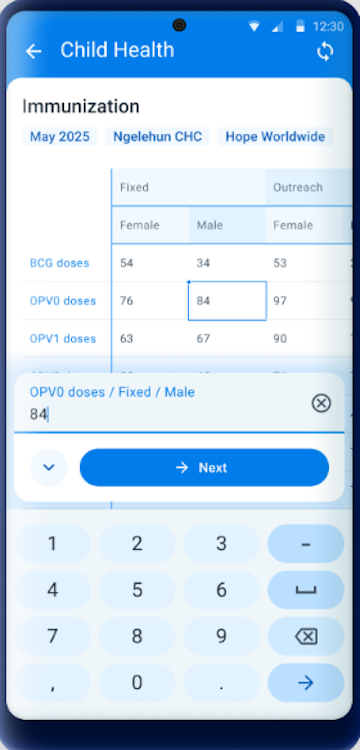 12:30
Child Health
Immunization
May 2025 Ngelehun CHC Hope Worldwide
Fixed Outreach
Female Male Female
BCG doses 54 34 53
OPV0 doses 76 84 97
OPV1 doses 63 67 90
OPV0 doses / Fixed / Male
84
Next
1 2 3 -
4 5 6
7 8 9
, 0 .